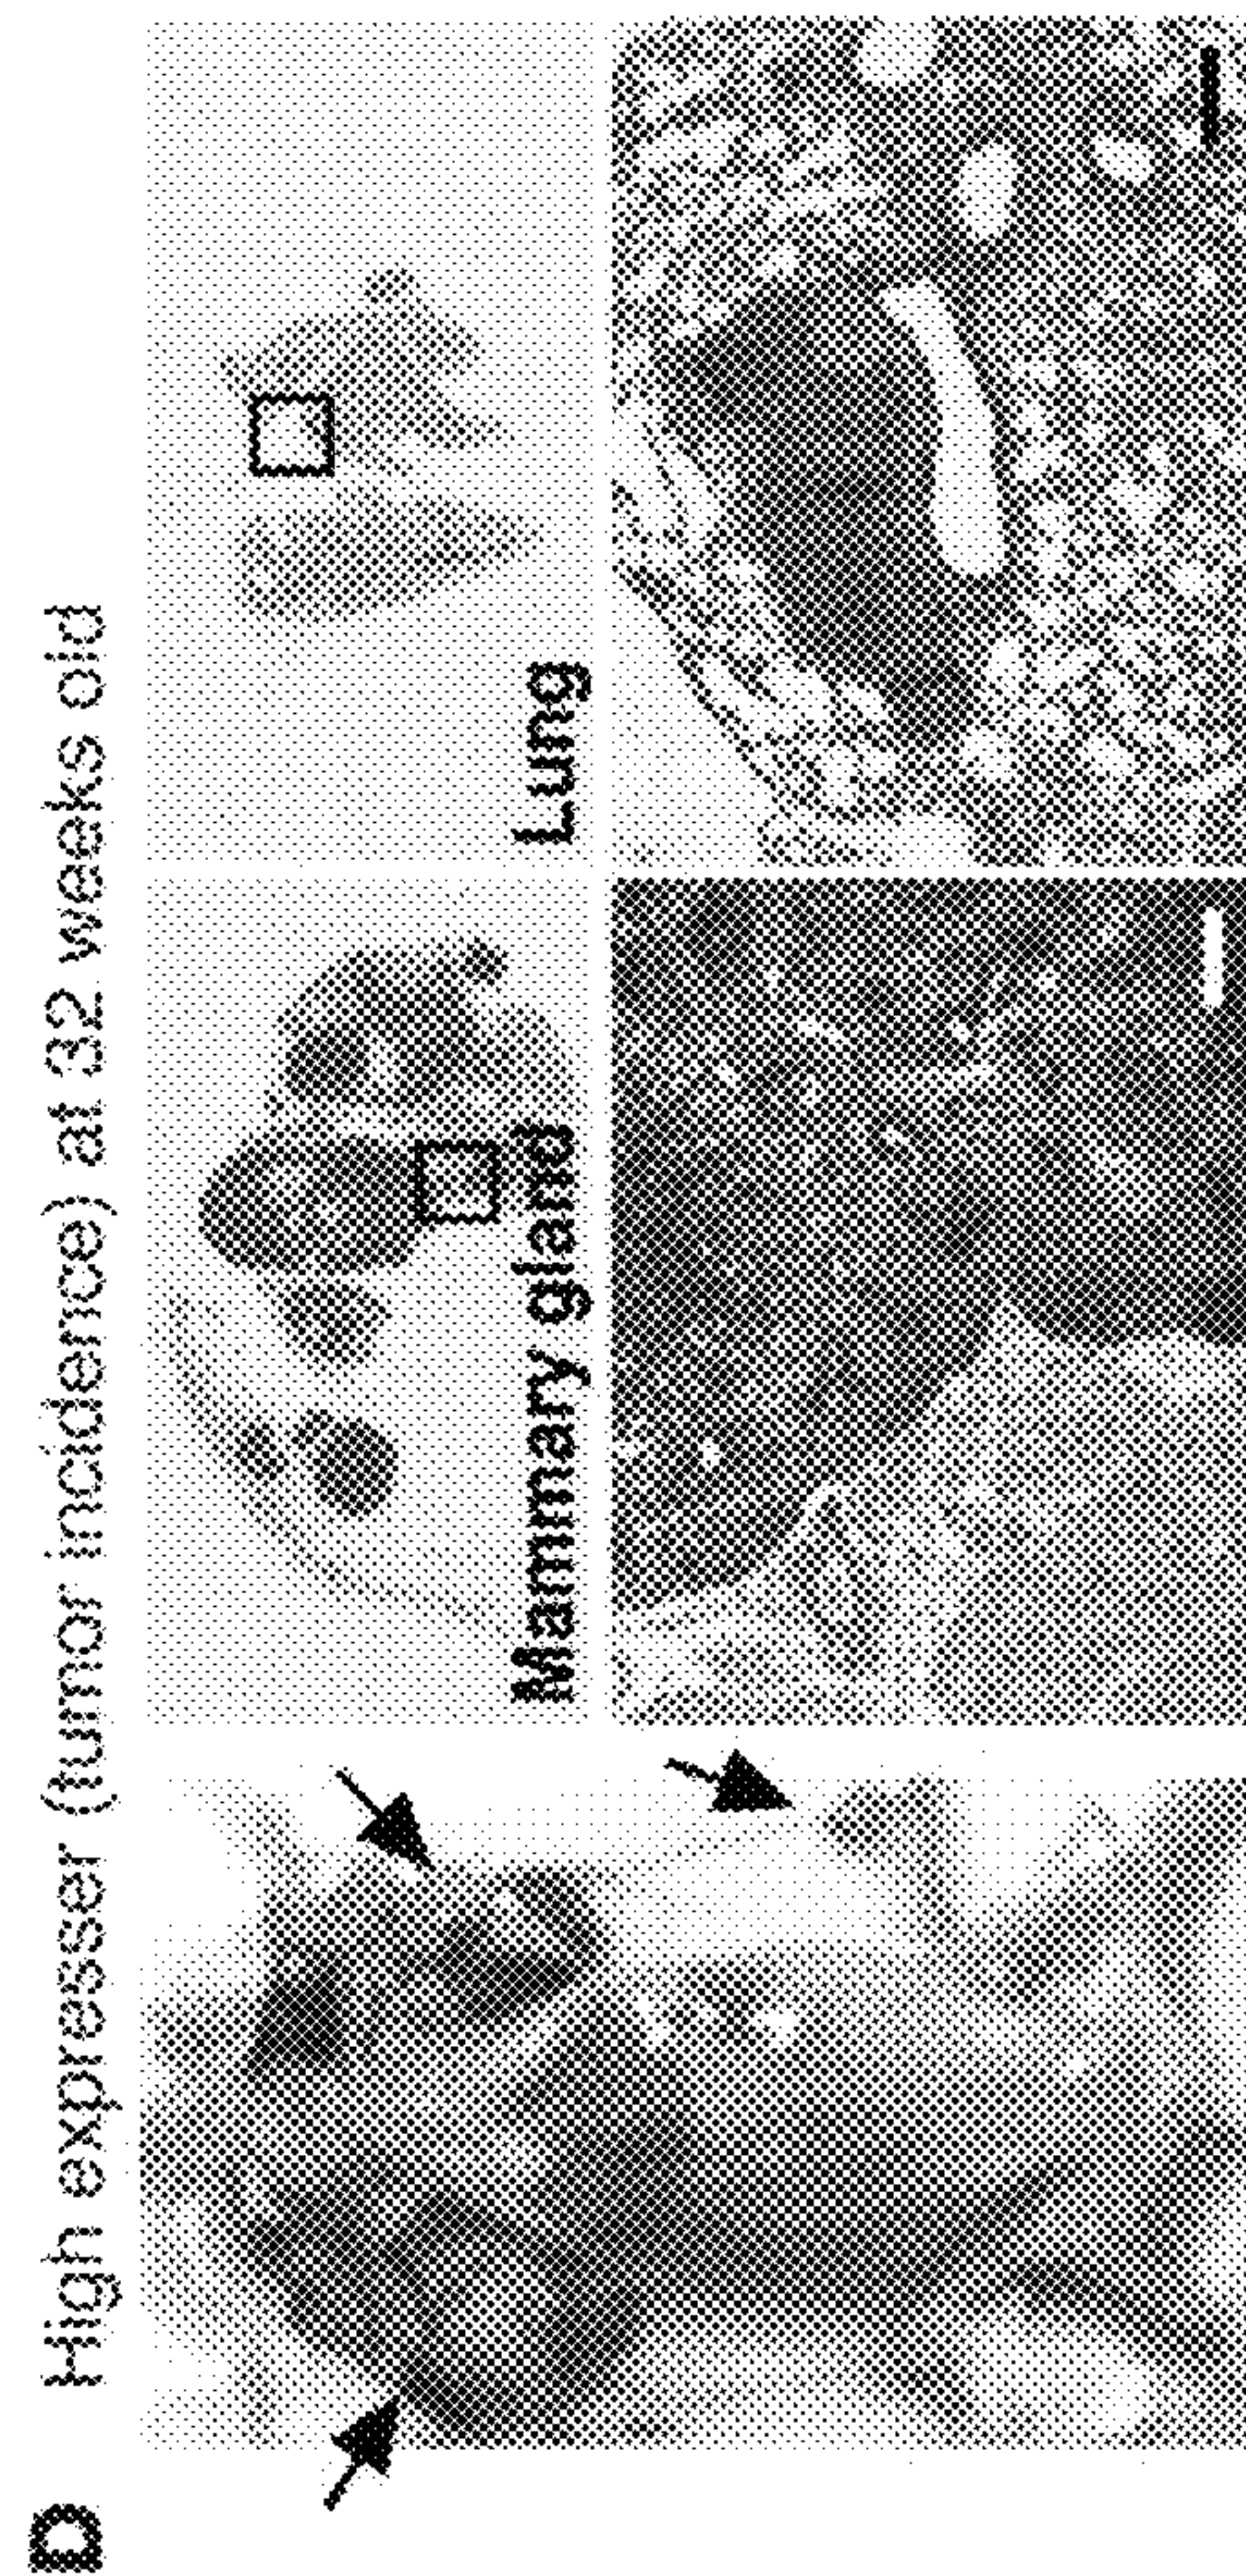 D High expresser (tumor incidence) at 32 weeks old
Mammary gland
Lung